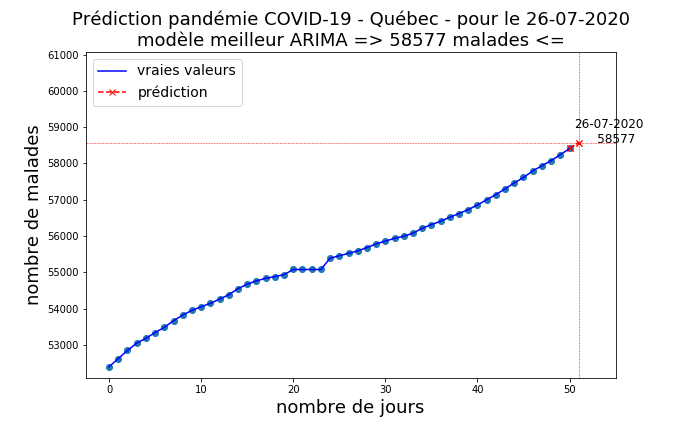 Prédiction pandémie COVID-19 - Québec - pour le 26-07-2020
modèle meilleur ARIMA => 58577 malades <=
vraies valeurs
prédiction
26-07-2020
58577
nombre de malades
61000
60000
59000
58000
57000
56000
55000
54000
53000
0
10
20
30
40
50
nombre de jours